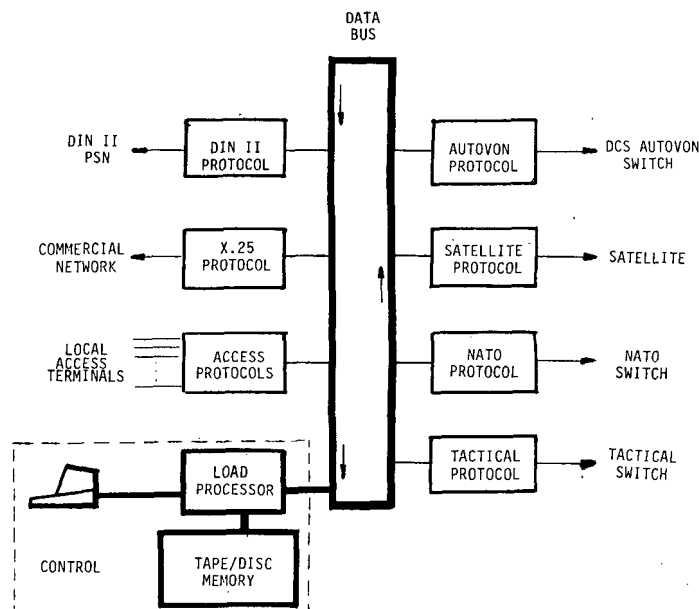 DATA
BUS
DIN II
PSN
DIN II
PROTOCOL
AUTOVON
PROTOCOL
DCS AUTOVON
SWITCH
COMMERCIAL
NETWORK
X.25
PROTOCOL
SATELLITE
PROTOCOL
SATELLITE
LOCAL
ACCESS
TERMINALS
ACCESS
PROTOCOLS
NATO
PROTOCOL
NATO
SWITCH
TACTICAL
PROTOCOL
TACTICAL
SWITCH
LOAD
PROCESSOR
CONTROL
TAPE/DISC
MEMORY